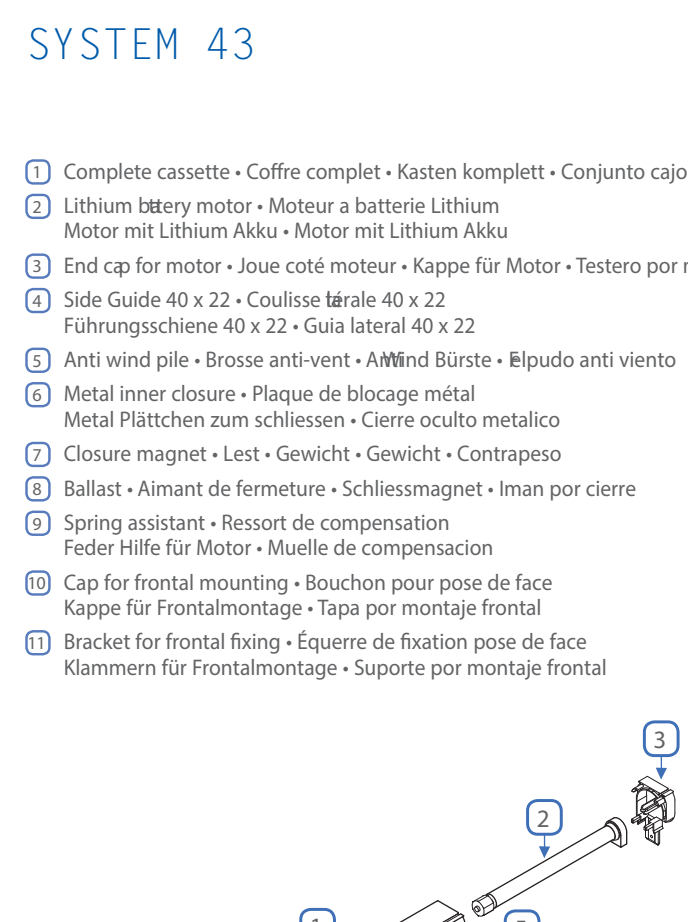 SYSTEM 43
1 Complete cassette • Coffre complet • Kasten komplett • Conjunto cajo
2 Lithium battery motor • Moteur a batterie Lithium
Motor mit Lithium Akku • Motor mit Lithium Akku
3 End cap for motor • Joue coté moteur • Kappe für Motor • Testero por
4 Side Guide 40 x 22 • Coulisse latérale 40 x 22
Führungsschiene 40 x 22 • Guia lateral 40 x 22
5 Anti wind pile • Brosse anti-vent • Anti Wind Bürste • Felpudo anti viento
6 Metal inner closure • Plaque de blocage métal
Metal Plättchen zum schliessen • Cierre oculto metalico
7 Closure magnet • Lest • Gewicht • Gewicht • Contrapeso
8 Ballast • Aimant de fermeture • Schliessmagnet • Iman por cierre
9 Spring assistant • Ressort de compensation
Feder Hilfe für Motor • Muelle de compensacion
10 Cap for frontal mounting • Bouchon pour pose de face
Kappe für Frontalmontage • Tapa por montaje frontal
11 Bracket for frontal fixing • Équerre de fixation pose de face
Klammern für Frontalmontage • Suporte por montaje frontal
3
2
1